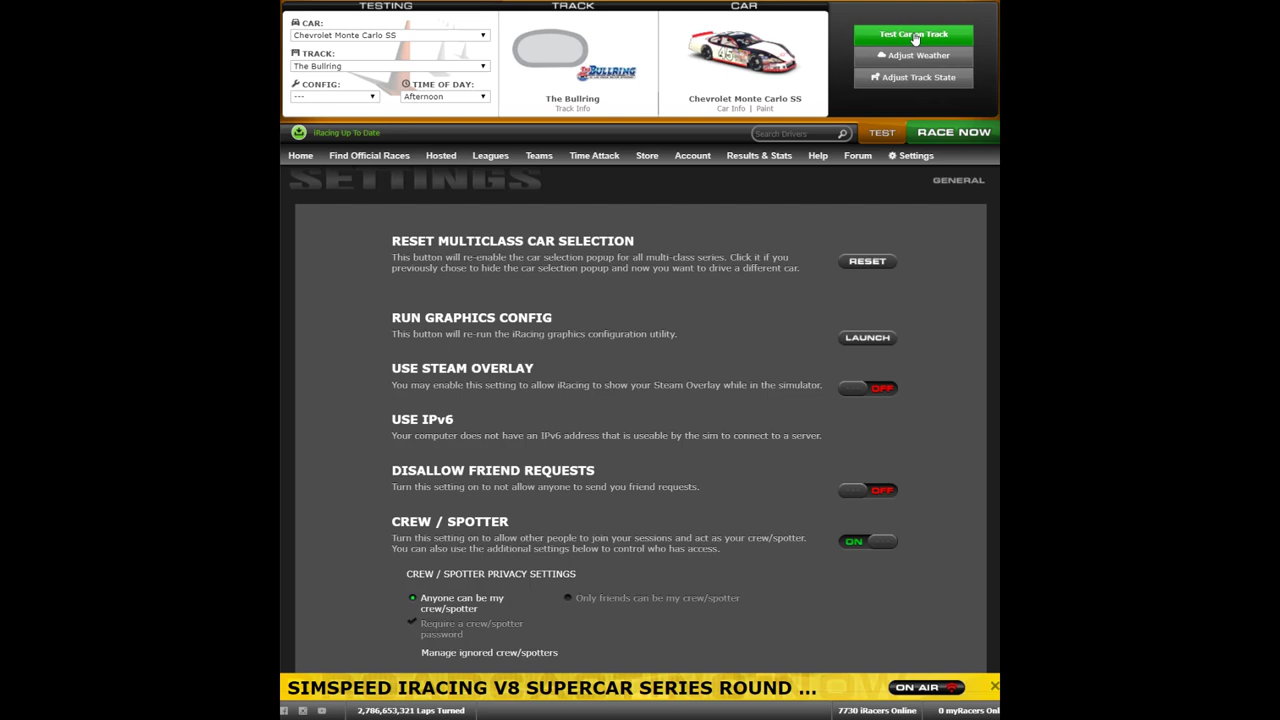 TESTING
TRACK
CAR
CAR:
Chevrolet Monte Carlo SS
TRACK:
The Bullring
CONFIG:
TIME OF DAY:
---
Afternoon
BULLRING
The Bullring
Track Info
Chevrolet Monte Carlo SS
Car Info | Paint
Test Car on Track
Adjust Weather
Adjust Track State
iRacing Up To Date
Search Drivers
TEST
RACE NOW
Home
Find Official Races
Hosted
Leagues
Teams
Time Attack
Store
Account
Results & Stats
Help
Forum
Settings
SETTINGS
GENERAL
RESET MULTICLASS CAR SELECTION
This button will re-enable the car selection popup for all multi-class series. Click it if you
previously chose to hide the car selection popup and now you want to drive a different car.
RESET
RUN GRAPHICS CONFIG
This button will re-run the iRacing graphics configuration utility.
LAUNCH
USE STEAM OVERLAY
You may enable this setting to allow iRacing to show your Steam Overlay while in the simulator.
OFF
USE IPv6
Your computer does not have an IPv6 address that is useable by the sim to connect to a server.
DISALLOW FRIEND REQUESTS
Turn this setting on to not allow anyone to send you friend requests.
OFF
CREW / SPOTTER
Turn this setting on to allow other people to join your sessions and act as your crew/spotter.
You can also use the additional settings below to control who has access.
ON
CREW / SPOTTER PRIVACY SETTINGS
Anyone can be my
crew/spotter
Only friends can be my crew/spotter
Require a crew/spotter
password
Manage ignored crew/spotters
SIMSPEED IRACING V8 SUPERCAR SERIES ROUND ...
ON AIR
2,786,653,321 Laps Turned
7730 iRacers Online
0 myRacers Onl